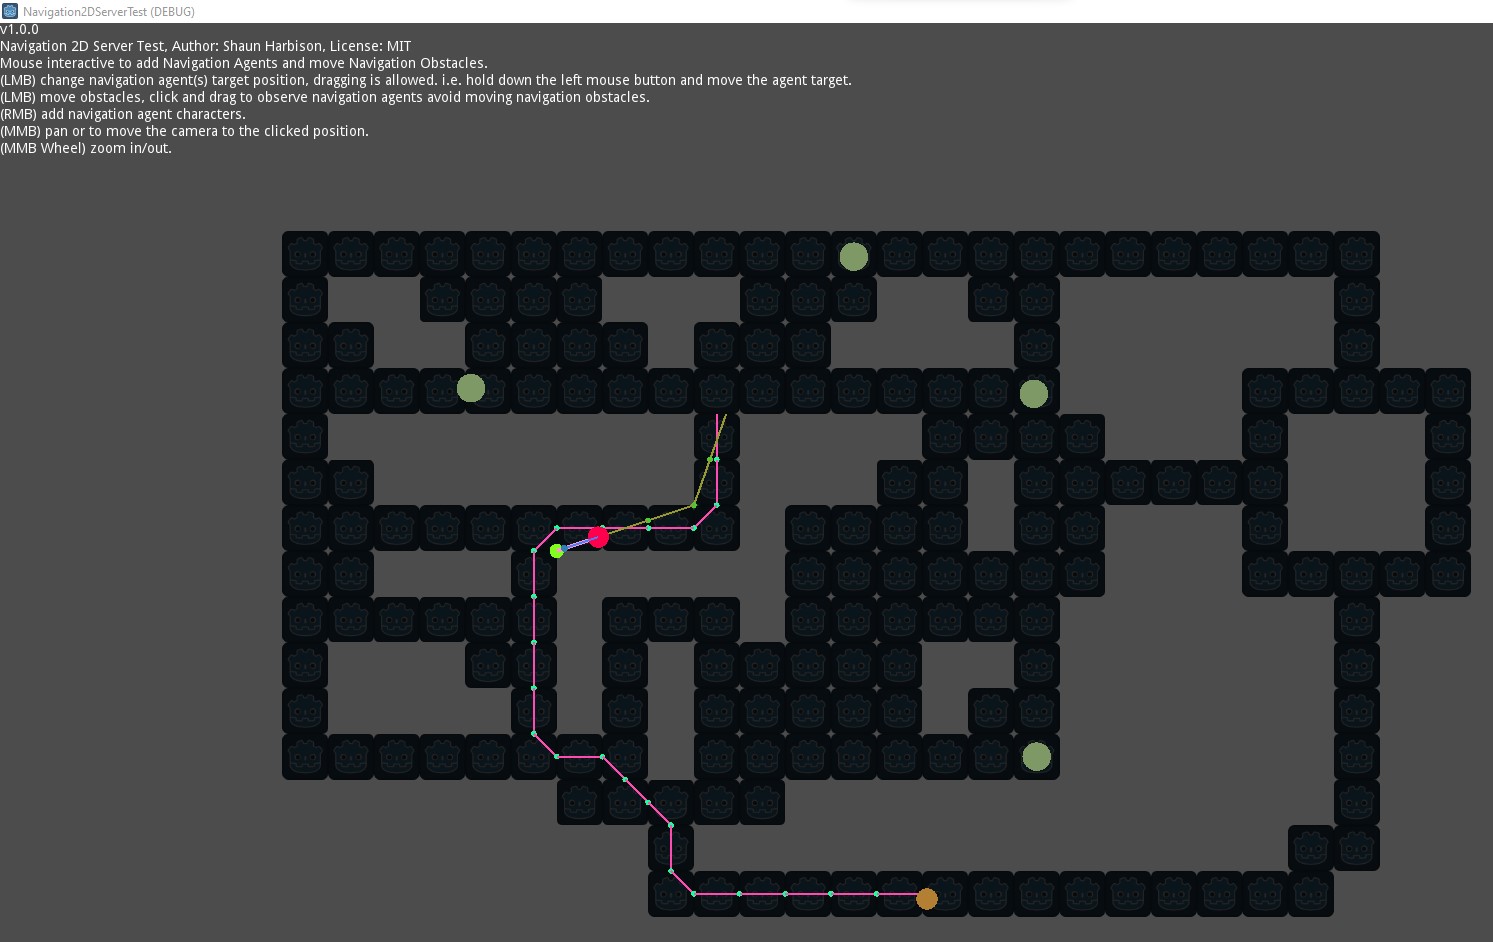 Navigation2DServerTest (DEBUG)
v1.0.0
Navigation 2D Server Test, Author: Shaun Harbison, License: MIT
Mouse interactive to add Navigation Agents and move Navigation Obstacles.
(LMB) change navigation agent(s) target position, dragging is allowed. i.e. hold down the left mouse button and move the agent target.
(LMB) move obstacles, click and drag to observe navigation agents avoid moving navigation obstacles.
(RMB) add navigation agent characters.
(MMB) pan or to move the camera to the clicked position.
(MMB Wheel) zoom in/out.